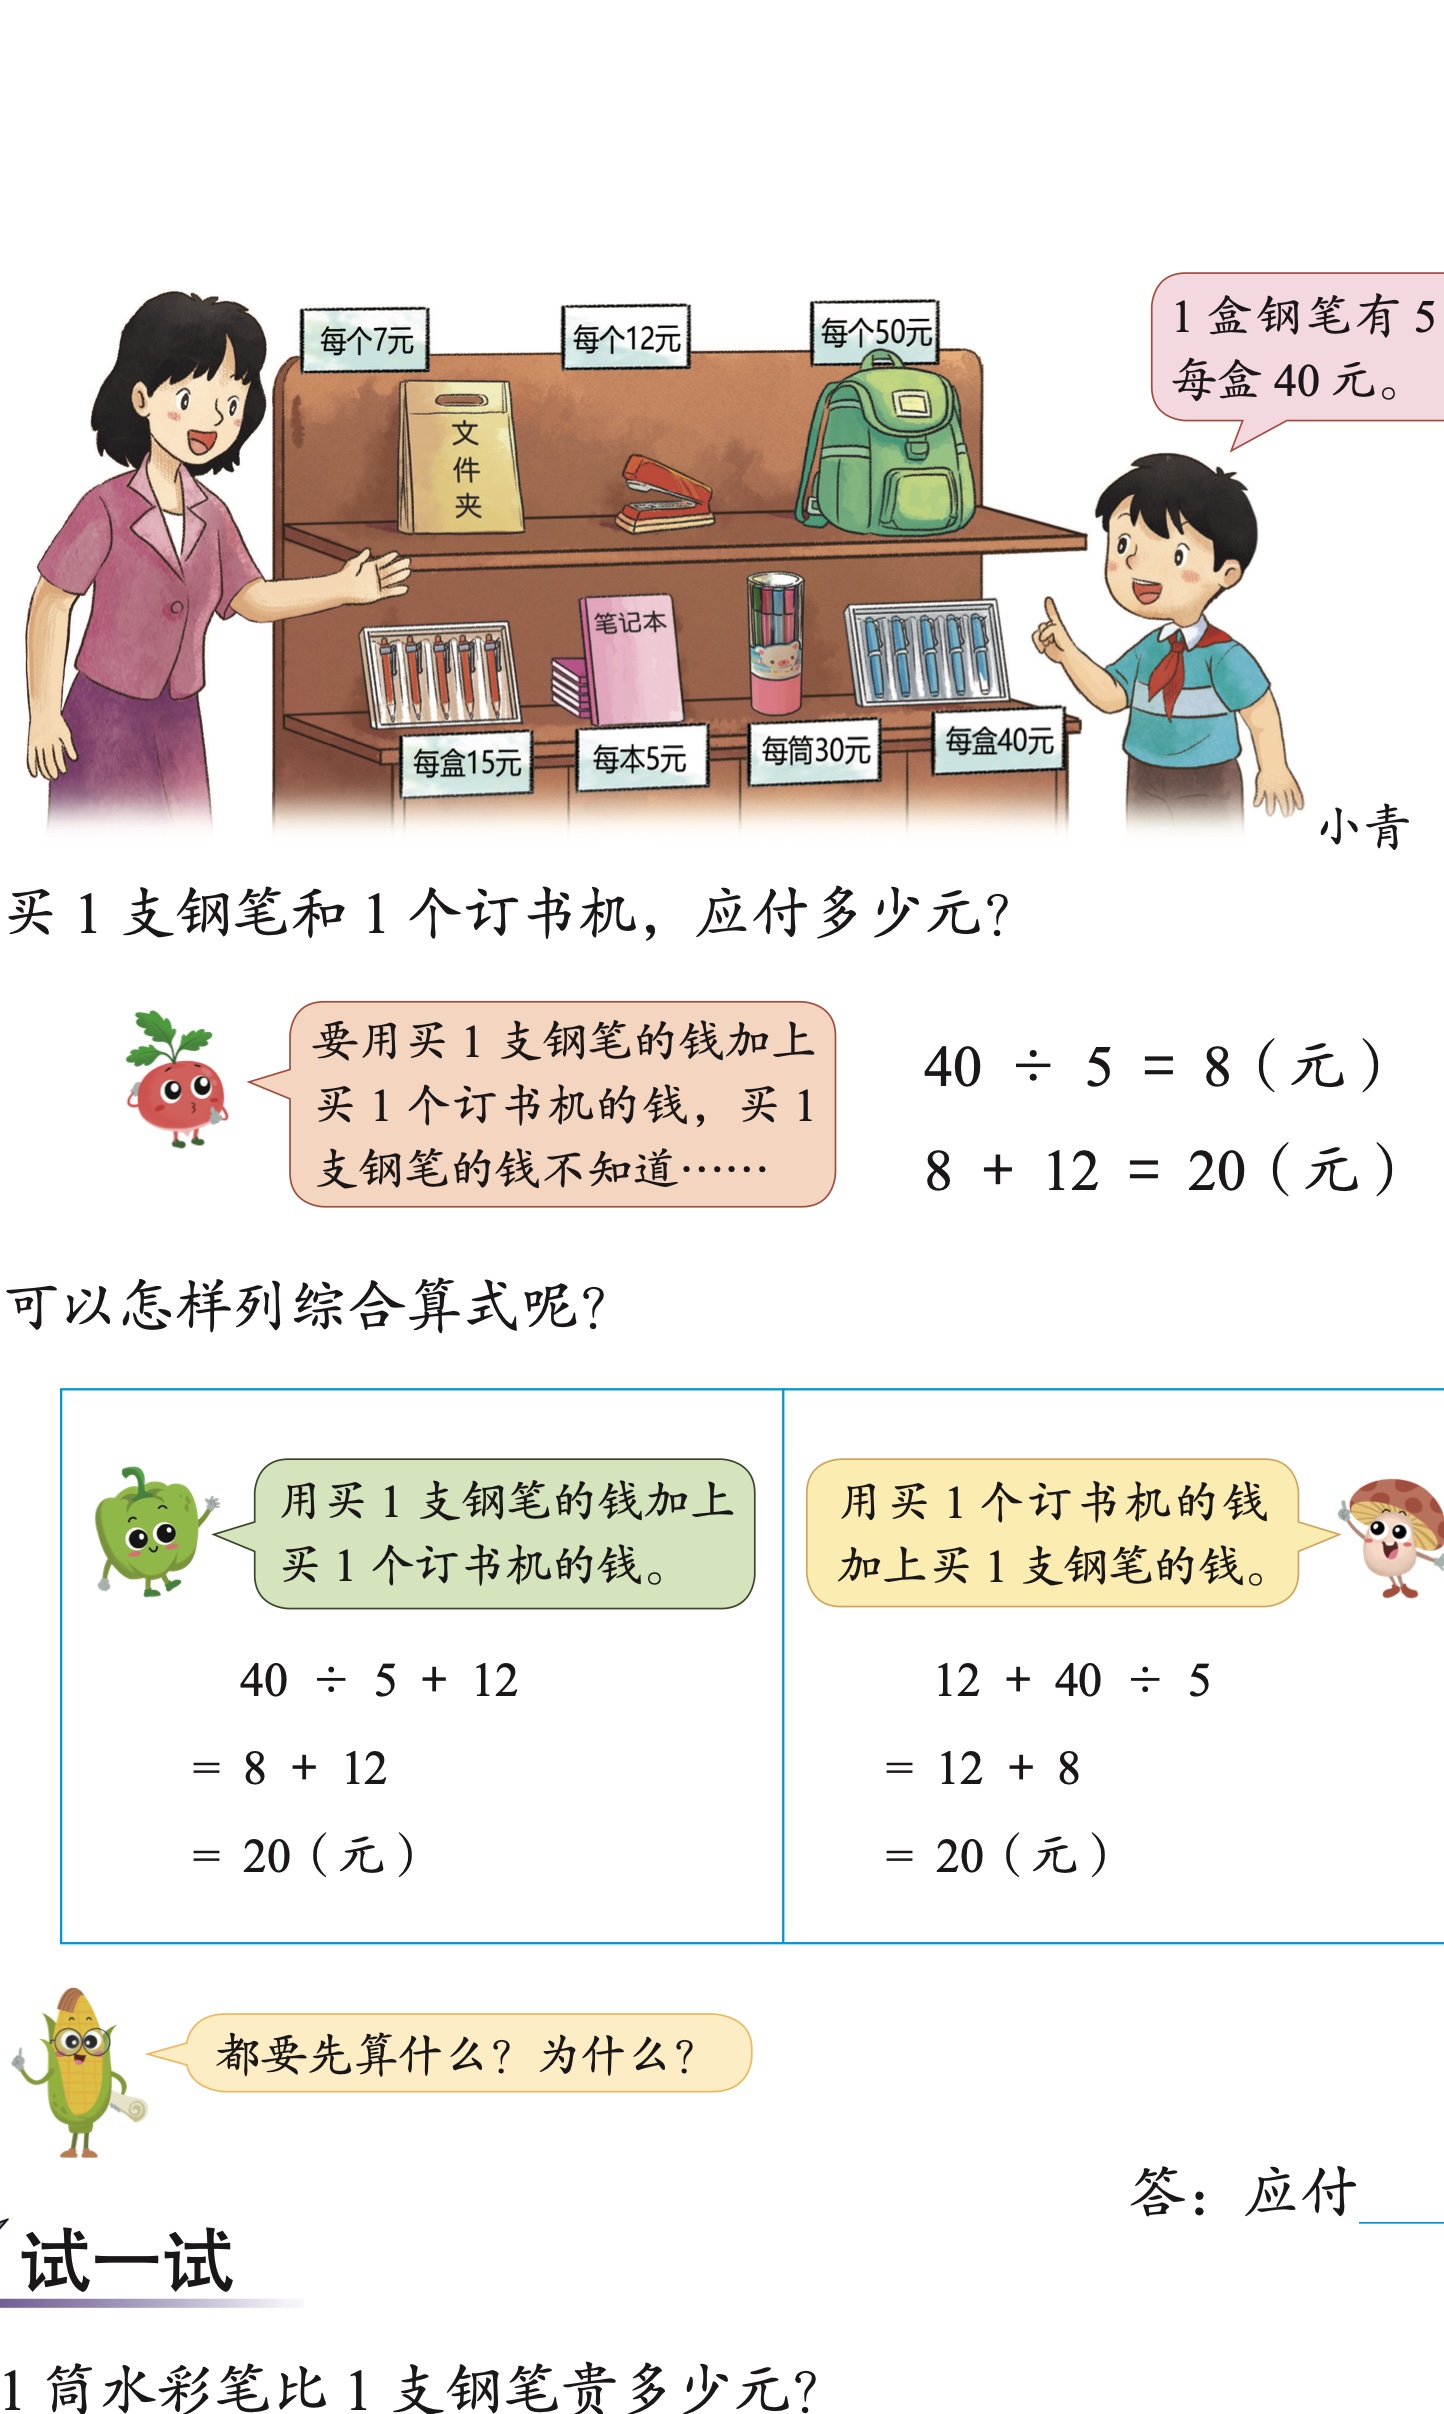 每个7元
每个12元
每个50元
1 盒钢笔有 5
每盒 40 元。
文
件
夹
笔记本
每盒15元
每本5元
每筒30元
每盒40元
小青
买 1 支钢笔和 1 个订书机，应付多少元？
要用买 1 支钢笔的钱加上
买 1 个订书机的钱，买 1
支钢笔的钱不知道……
40 ÷ 5 = 8（元）
8 + 12 = 20（元）
可以怎样列综合算式呢？
用买 1 支钢笔的钱加上
买 1 个订书机的钱。
40 ÷ 5 + 12
= 8 + 12
= 20（元）
用买 1 个订书机的钱
加上买 1 支钢笔的钱。
12 + 40 ÷ 5
= 12 + 8
= 20（元）
都要先算什么？为什么？
答：应付
试一试
1 筒水彩笔比 1 支钢笔贵多少元？